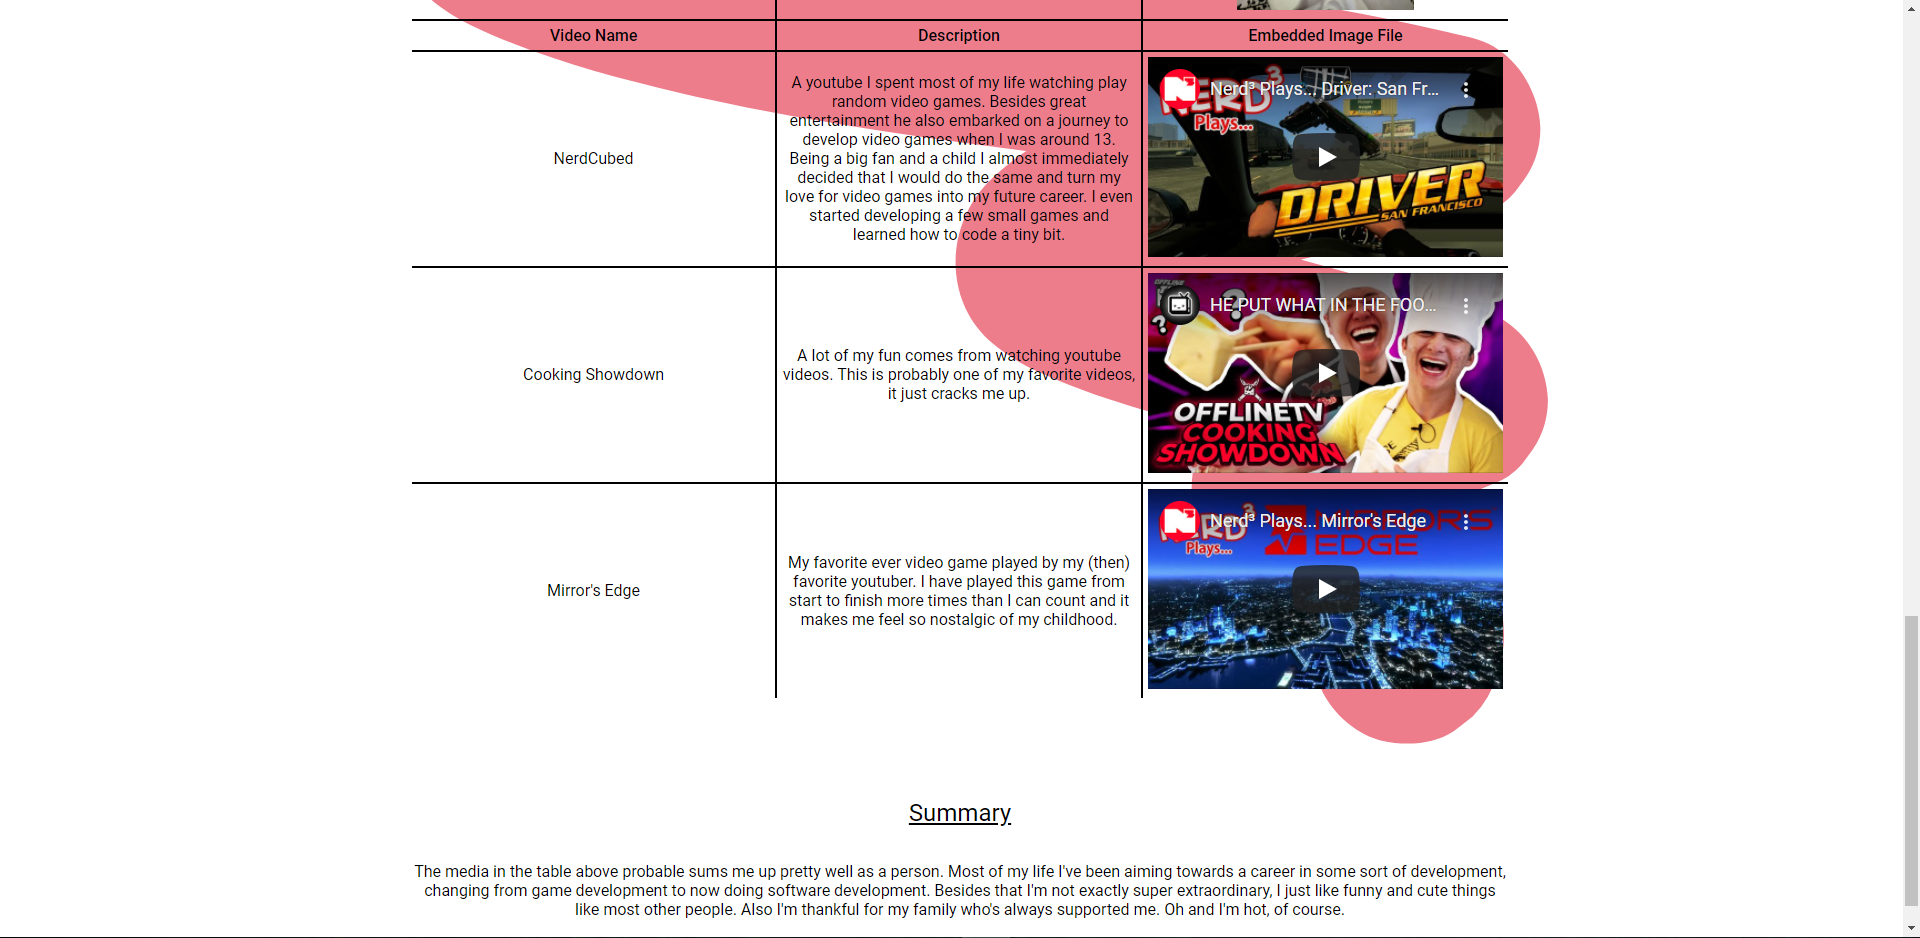 Video Name
Description
Embedded Image File
NerdCubed
A youtube I spent most of my life watching play
random video games. Besides great
entertainment he also embarked on a journey to
develop video games when I was around 13.
Being a big fan and a child I almost immediately
decided that I would do the same and turn my
love for video games into my future career. I even
started developing a few small games and
learned how to code a tiny bit.
Nerd³ Plays... Driver: San Fr...
NERD³
Plays...
DRIVER
SAN FRANCISCO
Cooking Showdown
A lot of my fun comes from watching youtube
videos. This is probably one of my favorite videos,
it just cracks me up.
HE PUT WHAT IN THE FOO...
OFFLINETV
COOKING
SHOWDOWN
Mirror's Edge
My favorite ever video game played by my (then)
favorite youtuber. I have played this game from
start to finish more times than I can count and it
makes me feel so nostalgic of my childhood.
Nerd³ Plays... Mirror's Edge
NERD³
Plays...
MIRROR'S
EDGE
Summary
The media in the table above probable sums me up pretty well as a person. Most of my life I've been aiming towards a career in some sort of development,
changing from game development to now doing software development. Besides that I'm not exactly super extraordinary, I just like funny and cute things
like most other people. Also I'm thankful for my family who's always supported me. Oh and I'm hot, of course.